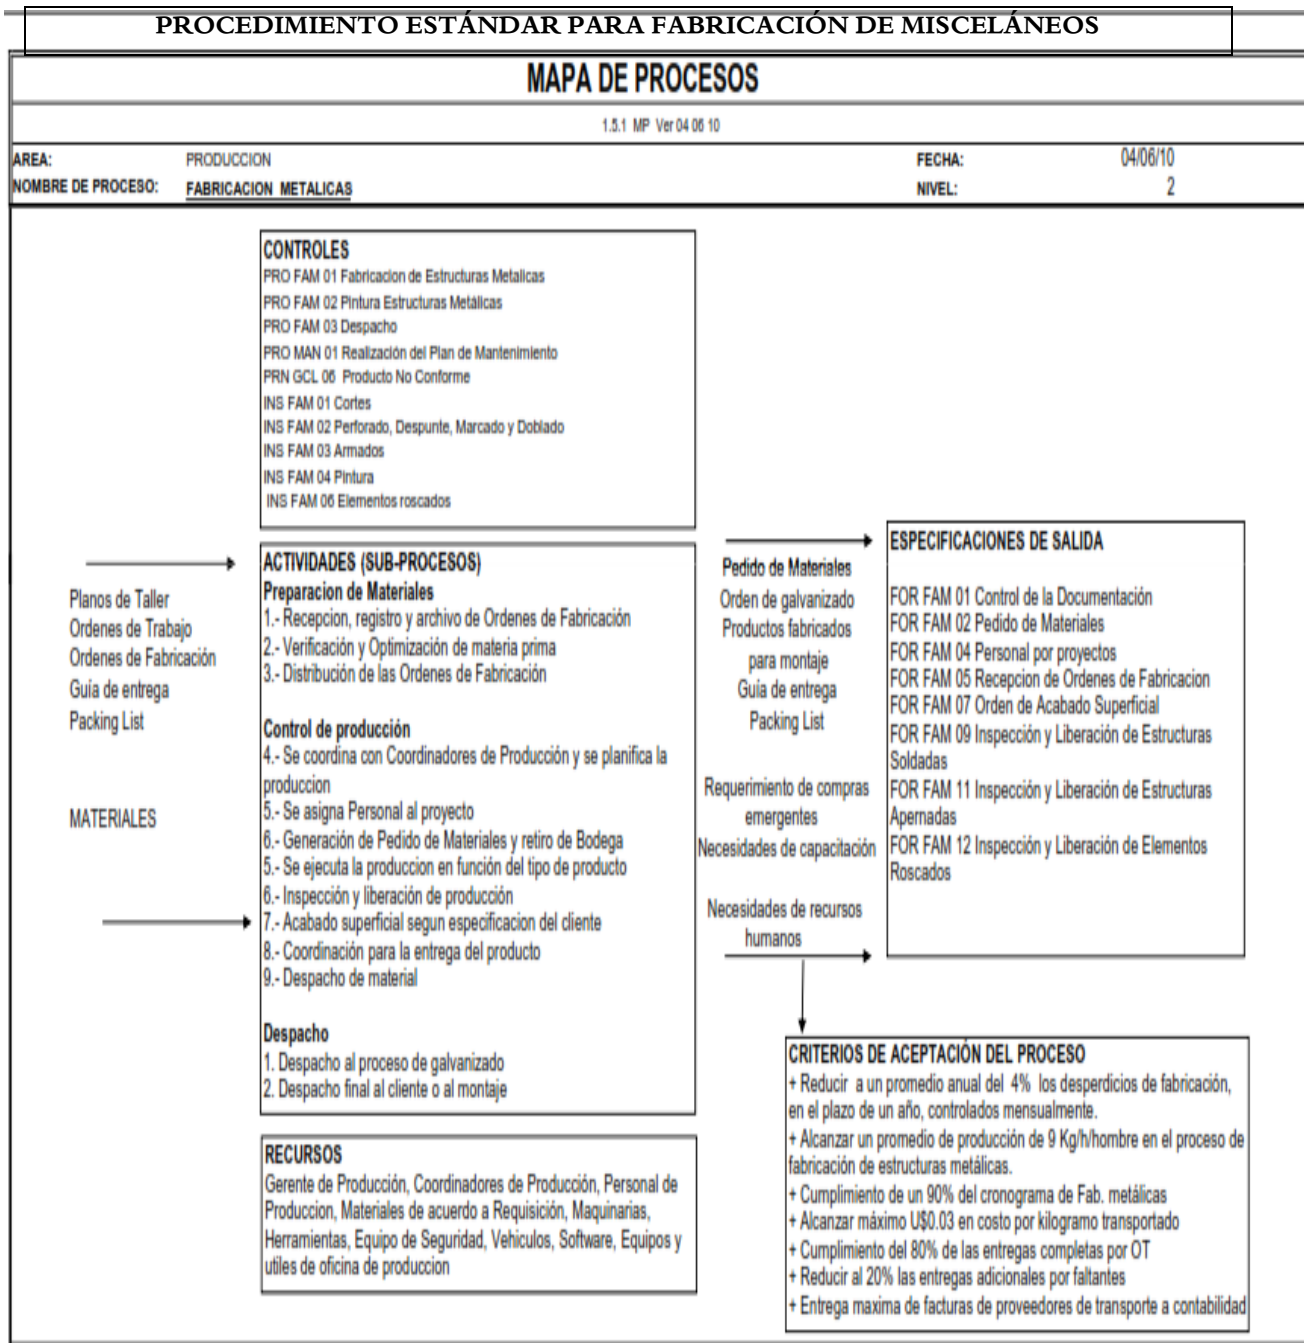 PROCEDIMIENTO ESTÁNDAR PARA FABRICACIÓN DE MISCELÁNEOS
MAPA DE PROCESOS
1.5.1 MP Ver 04 06 10
AREA: PRODUCCION FECHA: 04/06/10
NOMBRE DE PROCESO: FABRICACION METALICAS NIVEL: 2
CONTROLES
PRO FAM 01 Fabricacion de Estructuras Metalicas
PRO FAM 02 Pintura Estructuras Metálicas
PRO FAM 03 Despacho
PRO MAN 01 Realización del Plan de Mantenimiento
PRN GCL 06 Producto No Conforme
INS FAM 01 Cortes
INS FAM 02 Perforado, Despunte, Marcado y Doblado
INS FAM 03 Armados
INS FAM 04 Pintura
INS FAM 06 Elementos roscados
Planos de Taller
Ordenes de Trabajo
Ordenes de Fabricación
Guía de entrega
Packing List
MATERIALES
ACTIVIDADES (SUB-PROCESOS)
Preparacion de Materiales
1.- Recepcion, registro y archivo de Ordenes de Fabricación
2.- Verificación y Optimización de materia prima
3.- Distribución de las Ordenes de Fabricación
Control de producción
4.- Se coordina con Coordinadores de Producción y se planifica la
produccion
5.- Se asigna Personal al proyecto
6.- Generación de Pedido de Materiales y retiro de Bodega
5.- Se ejecuta la produccion en función del tipo de producto
6.- Inspección y liberación de producción
7.- Acabado superficial segun especificacion del cliente
8.- Coordinación para la entrega del producto
9.- Despacho de material
Despacho
1. Despacho al proceso de galvanizado
2. Despacho final al cliente o al montaje
RECURSOS
Gerente de Producción, Coordinadores de Producción, Personal de
Produccion, Materiales de acuerdo a Requisición, Maquinarias,
Herramientas, Equipo de Seguridad, Vehiculos, Software, Equipos y
utiles de oficina de produccion
Pedido de Materiales
Orden de galvanizado
Productos fabricados
para montaje
Guía de entrega
Packing List
Requerimiento de compras
emergentes
Necesidades de capacitación
Necesidades de recursos
humanos
ESPECIFICACIONES DE SALIDA
FOR FAM 01 Control de la Documentación
FOR FAM 02 Pedido de Materiales
FOR FAM 04 Personal por proyectos
FOR FAM 05 Recepcion de Ordenes de Fabricacion
FOR FAM 07 Orden de Acabado Superficial
FOR FAM 09 Inspección y Liberación de Estructuras
Soldadas
FOR FAM 11 Inspección y Liberación de Estructuras
Apernadas
FOR FAM 12 Inspección y Liberación de Elementos
Roscados
CRITERIOS DE ACEPTACIÓN DEL PROCESO
+ Reducir a un promedio anual del 4% los desperdicios de fabricación,
en el plazo de un año, controlados mensualmente.
+ Alcanzar un promedio de producción de 9 Kg/h/hombre en el proceso de
fabricación de estructuras metálicas.
+ Cumplimiento de un 90% del cronograma de Fab. metálicas
+ Alcanzar máximo U$0.03 en costo por kilogramo transportado
+ Cumplimiento del 80% de las entregas completas por OT
+ Reducir al 20% las entregas adicionales por faltantes
+ Entrega maxima de facturas de proveedores de transporte a contabilidad